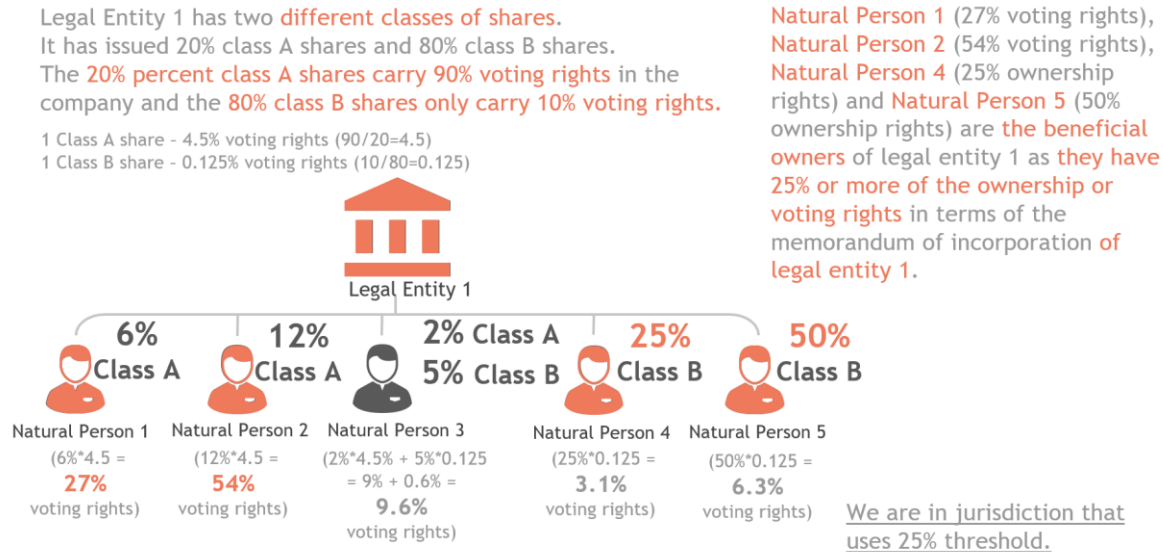 Legal Entity 1 has two different classes of shares.
It has issued 20% class A shares and 80% class B shares.
The 20% percent class A shares carry 90% voting rights in the
company and the 80% class B shares only carry 10% voting rights.
1 Class A share – 4.5% voting rights (90/20=4.5)
1 Class B share – 0.125% voting rights (10/80=0.125)
Natural Person 1 (27% voting rights),
Natural Person 2 (54% voting rights),
Natural Person 4 (25% ownership
rights) and Natural Person 5 (50%
ownership rights) are the beneficial
owners of legal entity 1 as they have
25% or more of the ownership or
voting rights in terms of the
memorandum of incorporation of
legal entity 1.
Legal Entity 1
6%
Class A
12%
Class A
2% Class A
5% Class B
25%
Class B
50%
Class B
Natural Person 1
(6%*4.5 =
27%
voting rights)
Natural Person 2
(12%*4.5 =
54%
voting rights)
Natural Person 3
(2%*4.5% + 5%*0.125
= 9% + 0.6% =
9.6%
voting rights)
Natural Person 4
(25%*0.125 =
3.1%
voting rights)
Natural Person 5
(50%*0.125 =
6.3%
voting rights)
We are in jurisdiction that
uses 25% threshold.